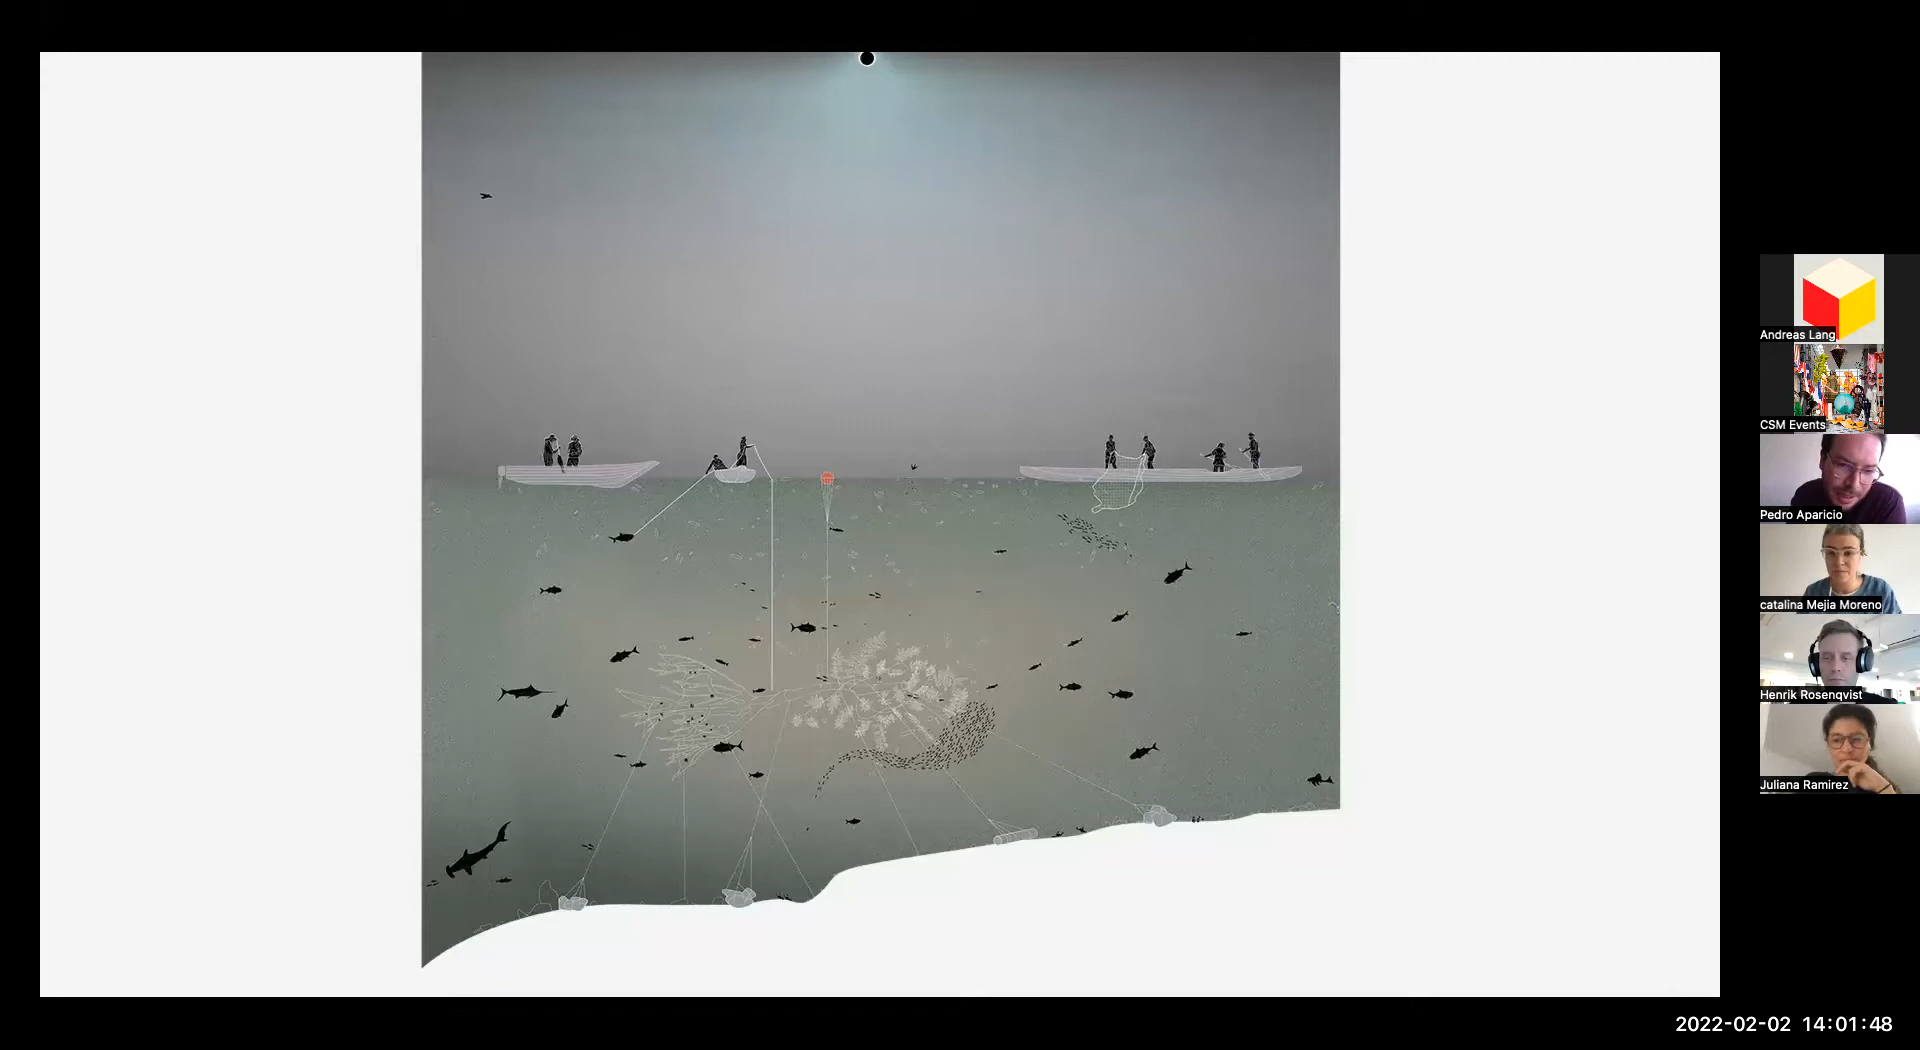 Andreas Lang
CSM Events
Pedro Aparicio
catalina Mejia Moreno
Henrik Rosenqvist
Juliana Ramirez
2022-02-02 14:01:48